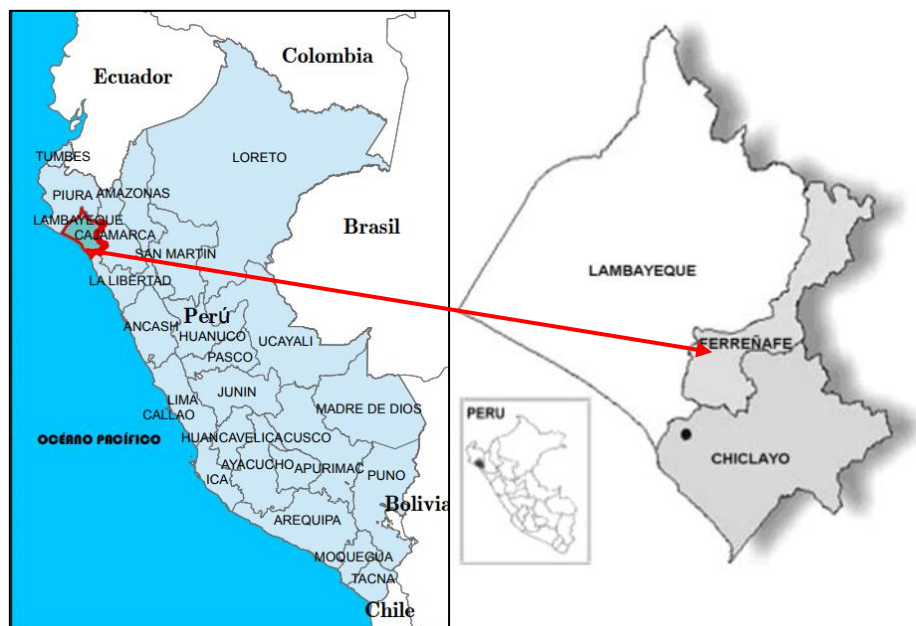 Colombia
Ecuador
TUMBES
LORETO
PIURA
AMAZONAS
LAMBAYEQUE
CAJAMARCA
Brasil
SAN MARTIN
LA LIBERTAD
Perú
ANCASH
HUANUCO
UCAYALI
PASCO
JUNIN
LIMA
CALLAO
MADRE DE DIOS
OCÉANO PACÍFICO
HUANCAVELICA
CUSCO
AYACUCHO
APURIMAC
PUNO
ICA
Bolivia
AREQUIPA
MOQUEGUA
TACNA
Chile
LAMBAYEQUE
FERREÑAFE
PERU
CHICLAYO